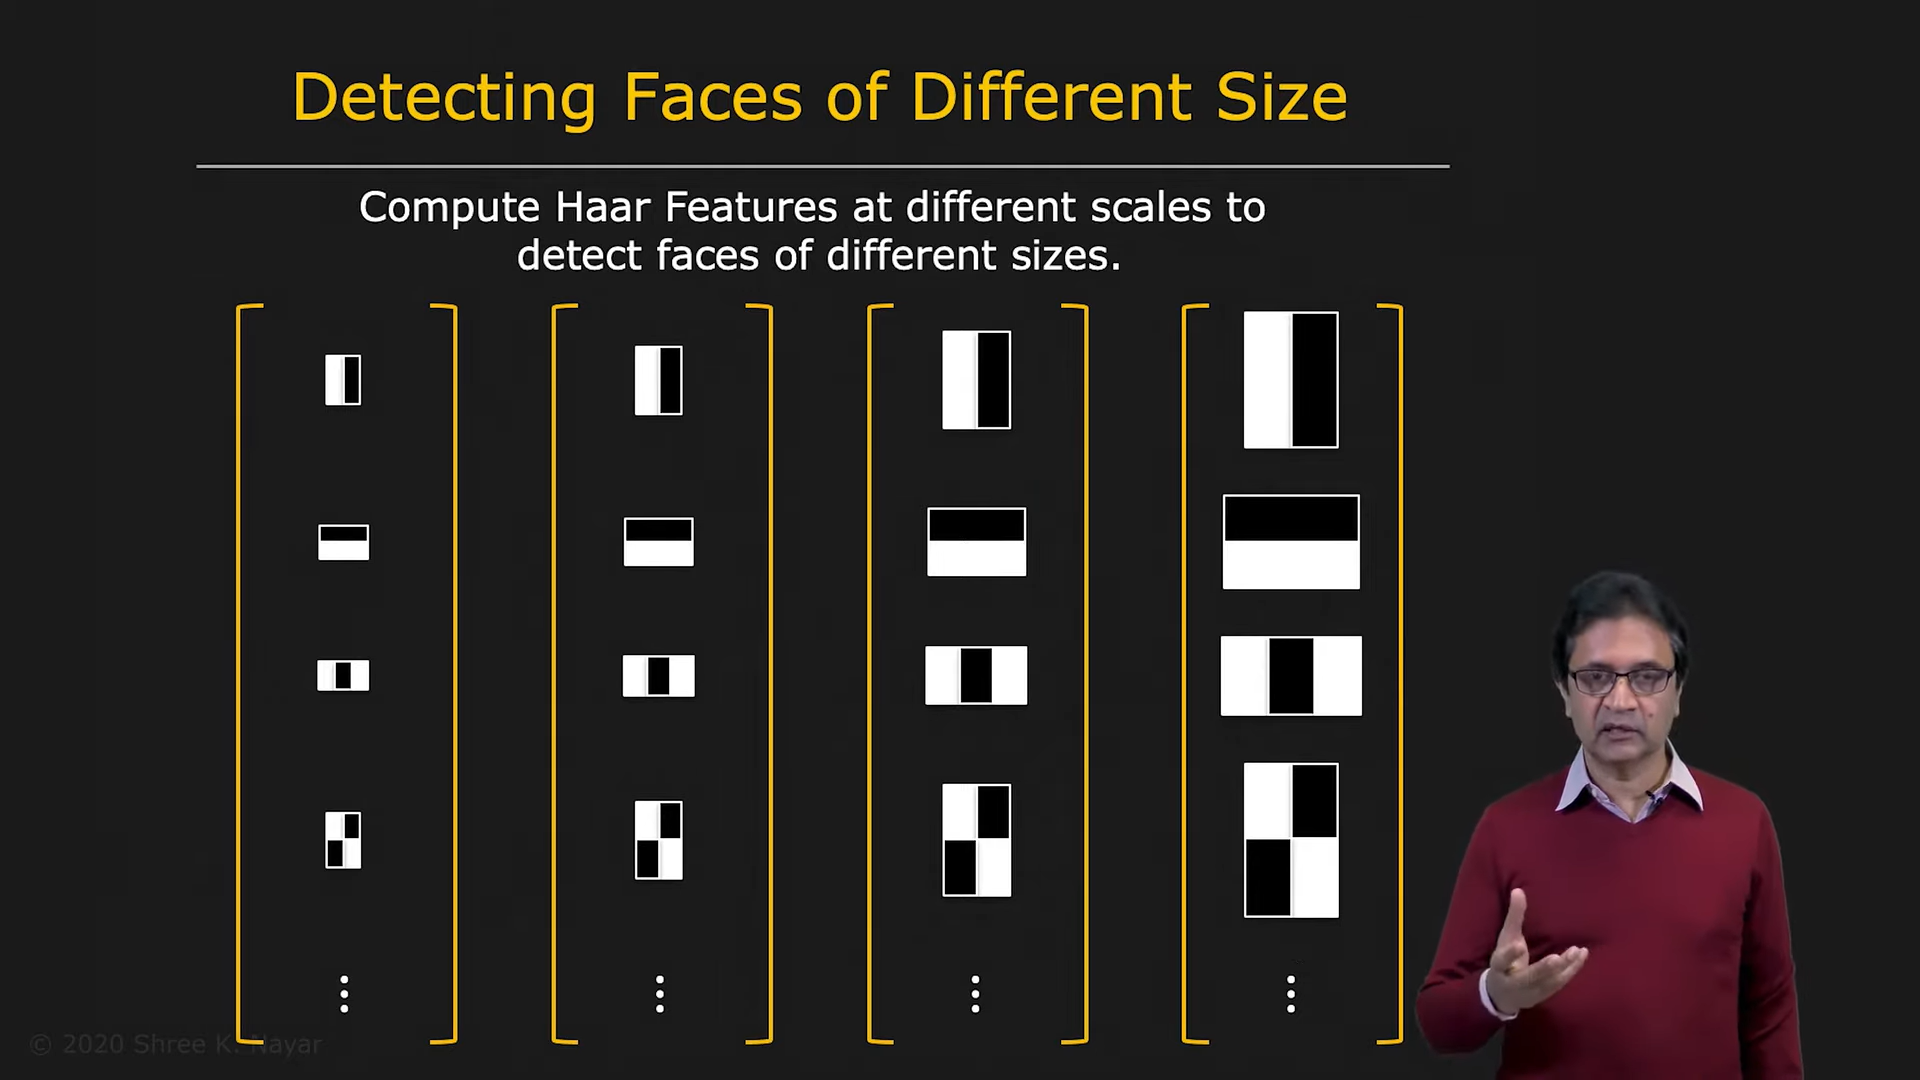 Detecting Faces of Different Size
Compute Haar Features at different scales to
detect faces of different sizes.
© 2020 Shree K. Nayar